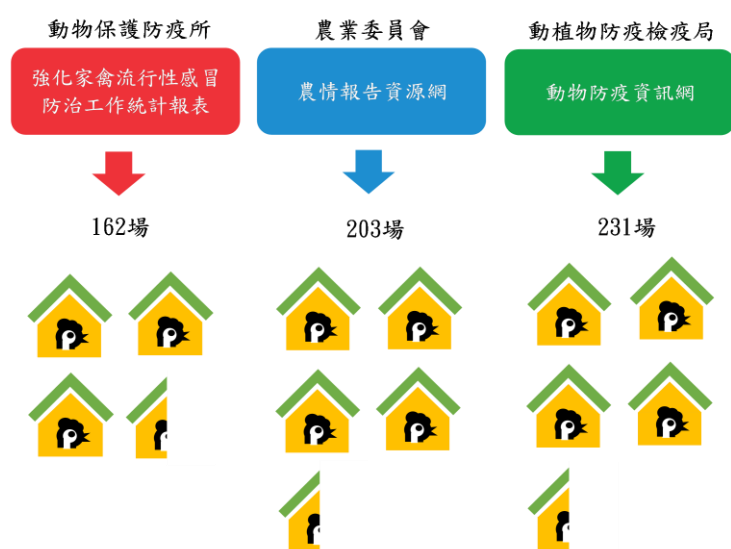 動物保護防疫所
強化家禽流行性感冒
防治工作統計報表
162場
農業委員會
農情報告資源網
203場
動植物防疫檢疫局
動物防疫資訊網
231場